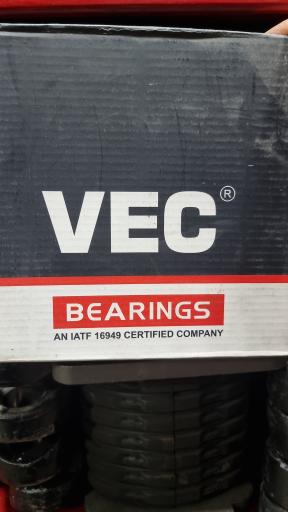 VEC®
BEARINGS
AN IATF 16949 CERTIFIED COMPANY